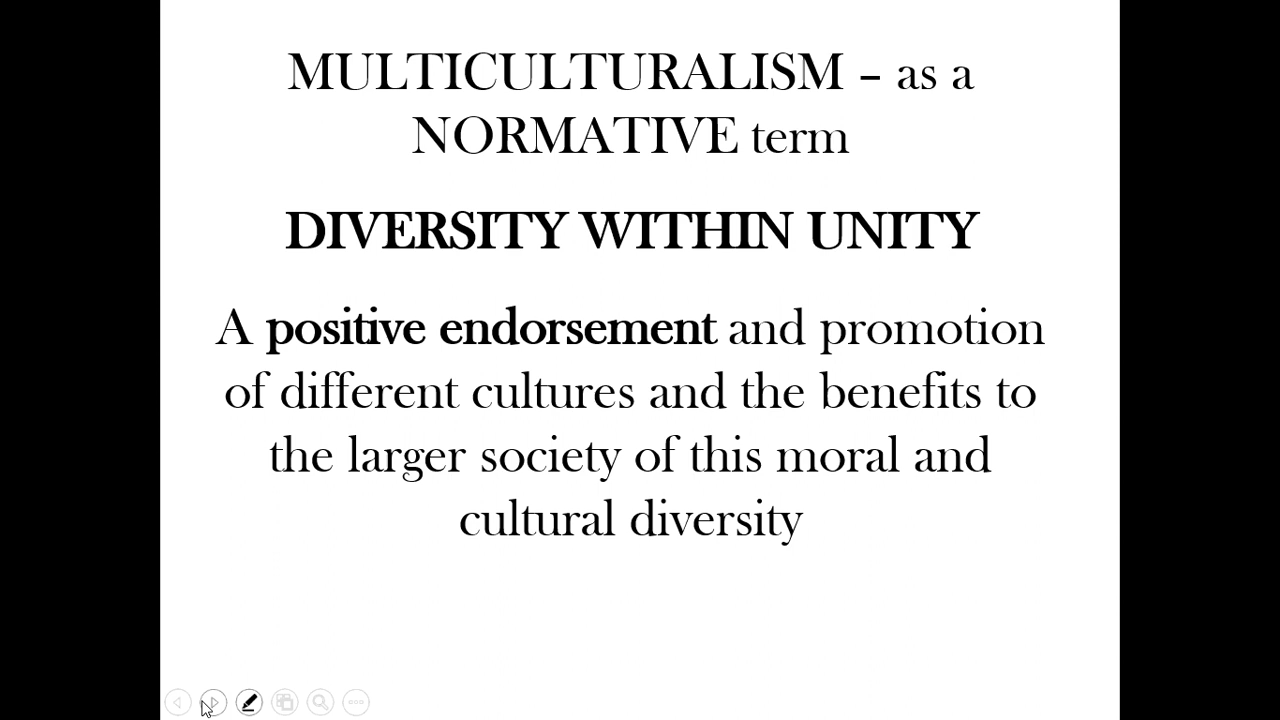 MULTICULTURALISM – as a
NORMATIVE term
DIVERSITY WITHIN UNITY
A positive endorsement and promotion
of different cultures and the benefits to
the larger society of this moral and
cultural diversity